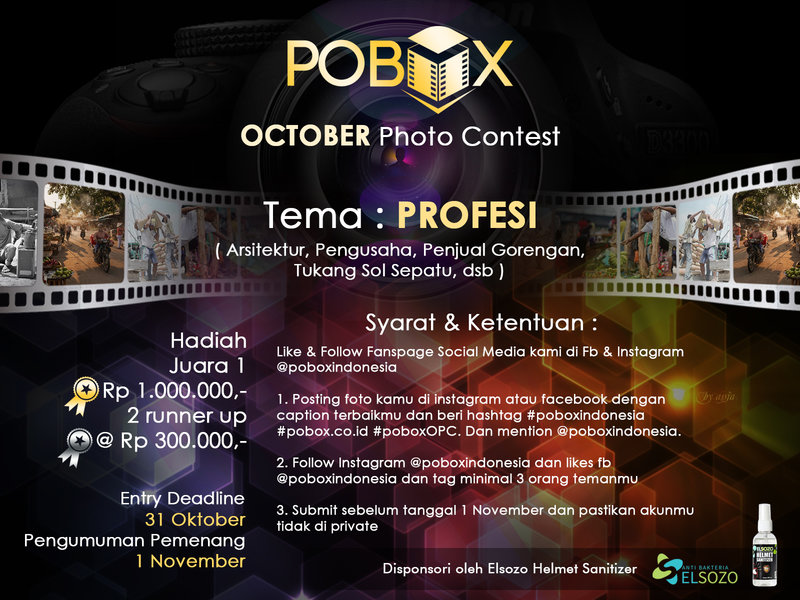 POBOX
OCTOBER Photo Contest
D3300
Tema : PROFESI
( Arsitektur, Pengusaha, Penjual Gorengan,
Tukang Sol Sepatu, dsb )
Hadiah
Juara 1
Rp 1.000.000,-
2 runner up
@ Rp 300.000,-
Entry Deadline
31 Oktober
Pengumuman Pemenang
1 November
Syarat & Ketentuan :
Like & Follow Fanspage Social Media kami di Fb & Instagram
@poboxindonesia
1. Posting foto kamu di instagram atau facebook dengan
caption terbaikmu dan beri hashtag #poboxindonesia
#pobox.co.id #poboxOPC. Dan mention @poboxindonesia.
2. Follow Instagram @poboxindonesia dan likes fb
@poboxindonesia dan tag minimal 3 orang temanmu
3. Submit sebelum tanggal 1 November dan pastikan akunmu
tidak di private
Disponsori oleh Elsozo Helmet Sanitizer
ANTI BAKTERIA
ELSOZO
ELSOZO
HELMET
SANITIZER